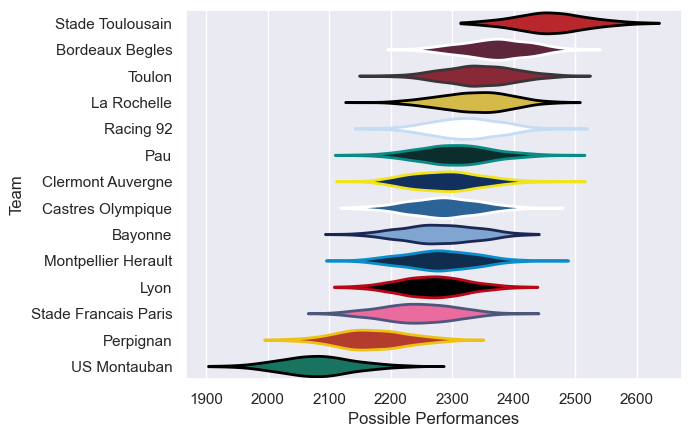 Stade Toulousain
Bordeaux Begles
Toulon
La Rochelle
Racing 92
Pau
Clermont Auvergne
Castres Olympique
Bayonne
Montpellier Herault
Lyon
Stade Francais Paris
Perpignan
US Montauban
Team
1900 2000 2100 2200 2300 2400 2500 2600
Possible Performances